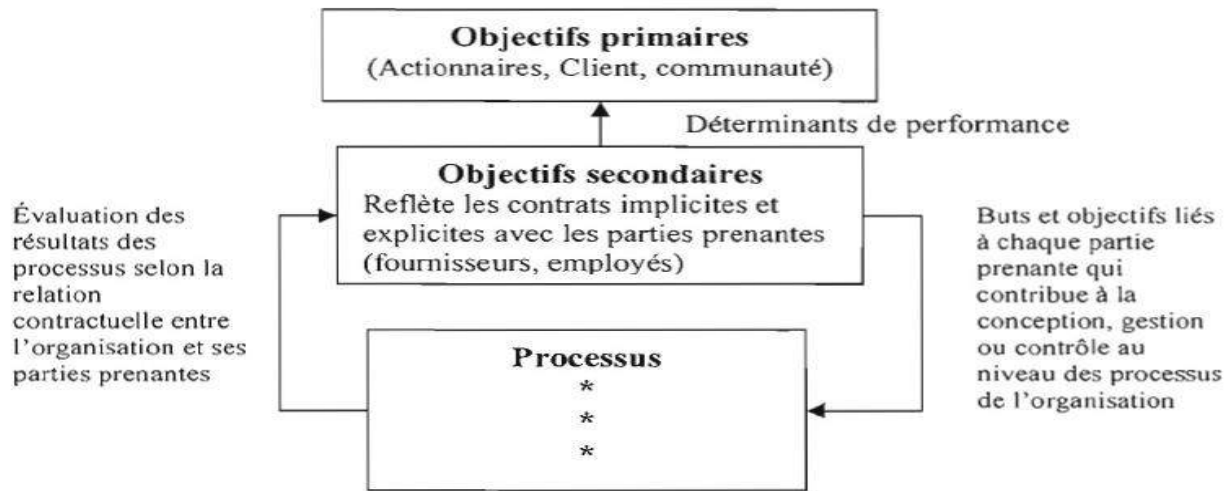 Objectifs primaires
(Actionnaires, Client, communauté)
Déterminants de performance
Objectifs secondaires
Reflète les contrats implicites et
explicites avec les parties prenantes
(fournisseurs, employés)
Évaluation des
résultats des
processus selon la
relation
contractuelle entre
l'organisation et ses
parties prenantes
Buts et objectifs liés
à chaque partie
prenante qui
contribue à la
conception, gestion
ou contrôle au
niveau des processus
de l'organisation
Processus
*
*
*